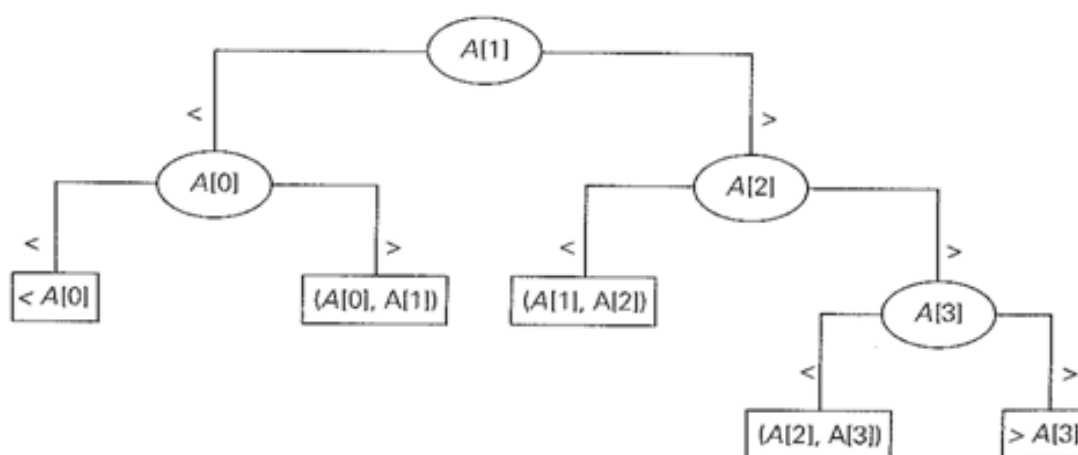 A[1]
< >
A[0] A[2]
< > < >
< A[0] (A[0], A[1]) (A[1], A[2]) A[3]
< >
(A[2], A[3]) > A[3]